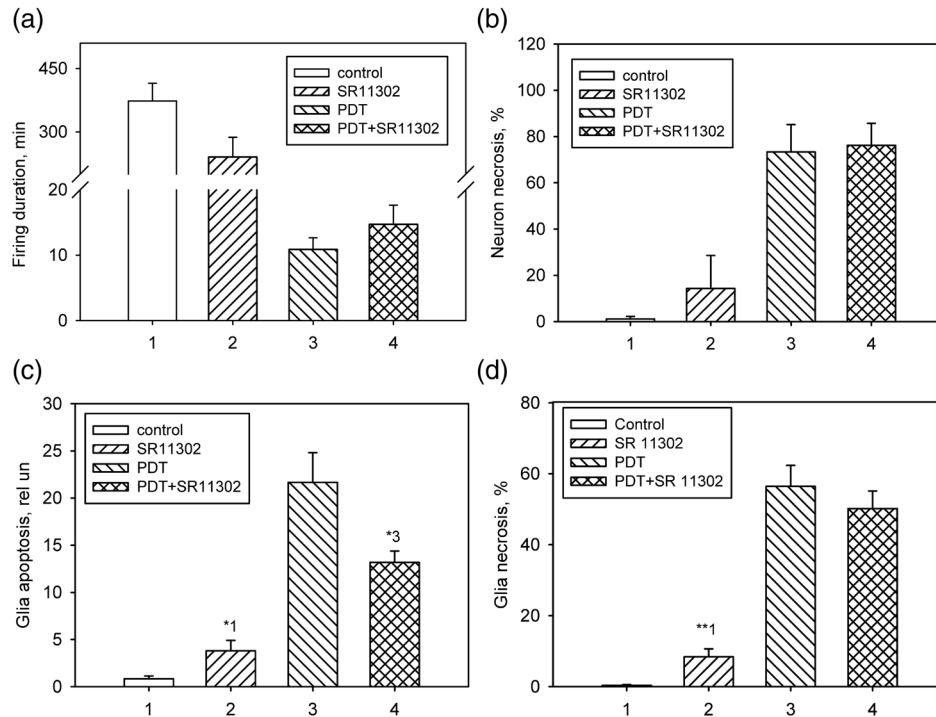 (a)
Firing duration, min
450
300
20
10
0
control
SR11302
PDT
PDT+SR11302
1 2 3 4
(b)
Neuron necrosis, %
120
100
80
60
40
20
0
control
SR11302
PDT
PDT+SR11302
1 2 3 4
(c)
Glia apoptosis, rel un
30
25
20
15
10
5
0
control
SR11302
PDT
PDT+SR11302
*1
*3
1 2 3 4
(d)
Glia necrosis, %
80
60
40
20
0
Control
SR 11302
PDT
PDT+SR 11302
**1
1 2 3 4